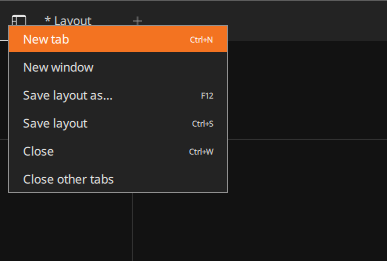 * Layout +
New tab Ctrl+N
New window
Save layout as... F12
Save layout Ctrl+S
Close Ctrl+W
Close other tabs